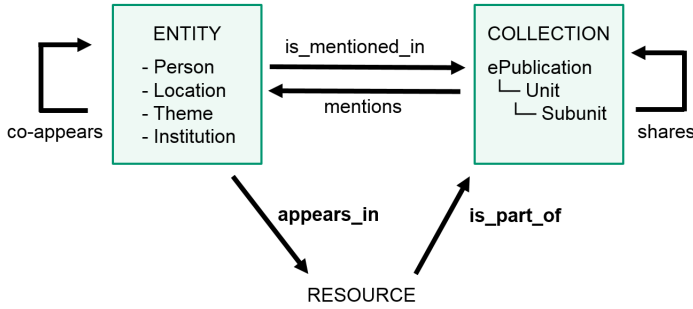 ENTITY
- Person
- Location
- Theme
- Institution
co-appears
is_mentioned_in
mentions
COLLECTION
ePublication
Unit
Subunit
shares
appears_in
is_part_of
RESOURCE